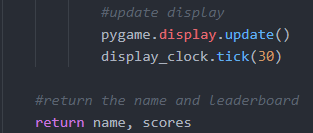 #update display
pygame.display.update()
display_clock.tick(30)
#return the name and leaderboard
return name, scores